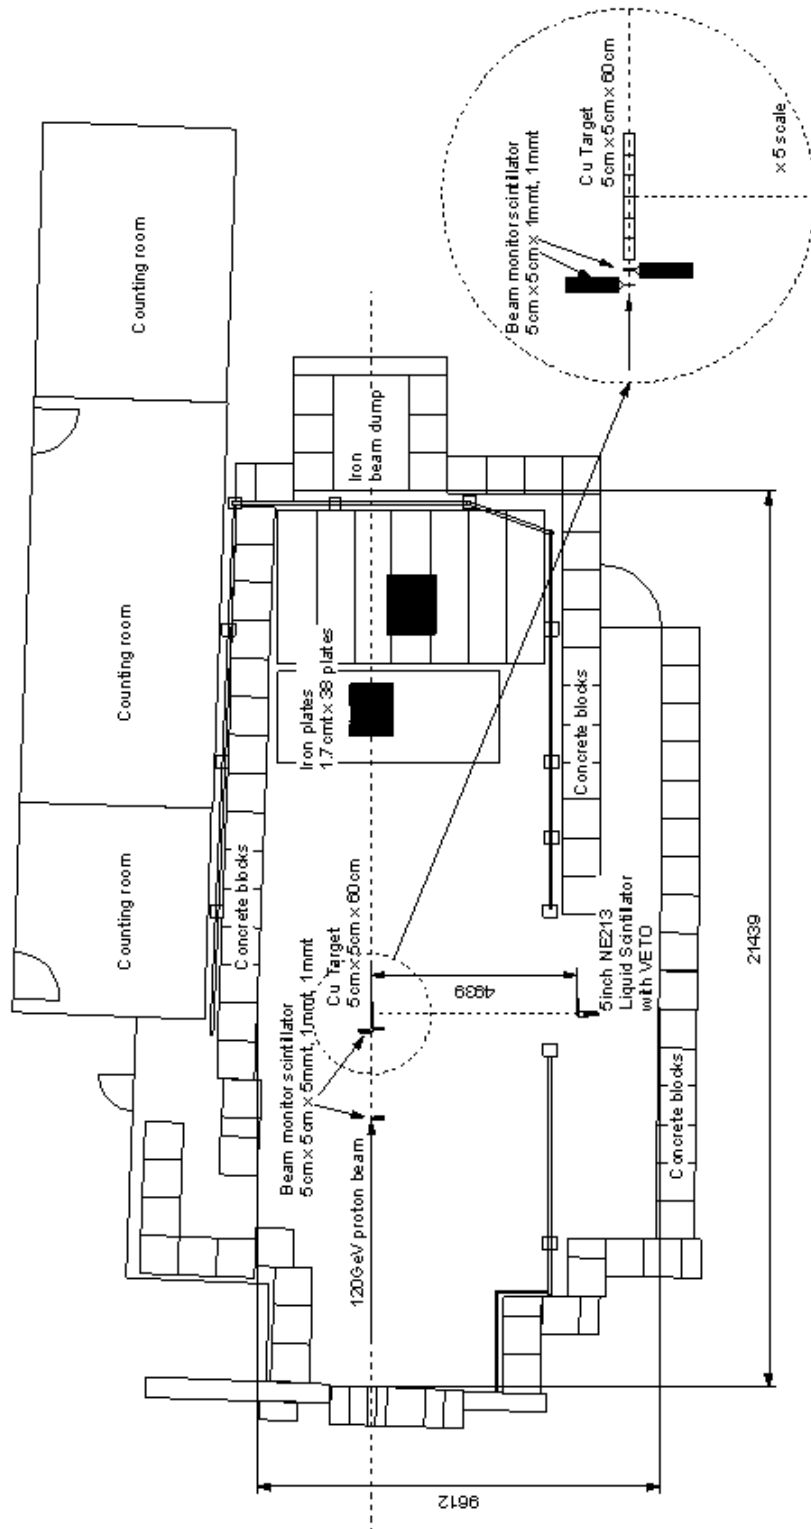 Counting room
Counting room
Counting room
Concrete blocks
Iron
beam dump
Iron plates
1.7cmt x 38 plates
Beam monitor scintillator
5cm x 5cm x 5mmt, 1mmt, 1mmt
Cu Target
5cm x 5cm x 60cm
120GeV proton beam
4939
5inch NE213
Liquid Scintillator
with VETO
Concrete blocks
Concrete blocks
21439
9612
Beam monitor scintillator
5cm x 5cm x 1mmt, 1mmt
Cu Target
5cm x 5cm x 60cm
x 5 scale